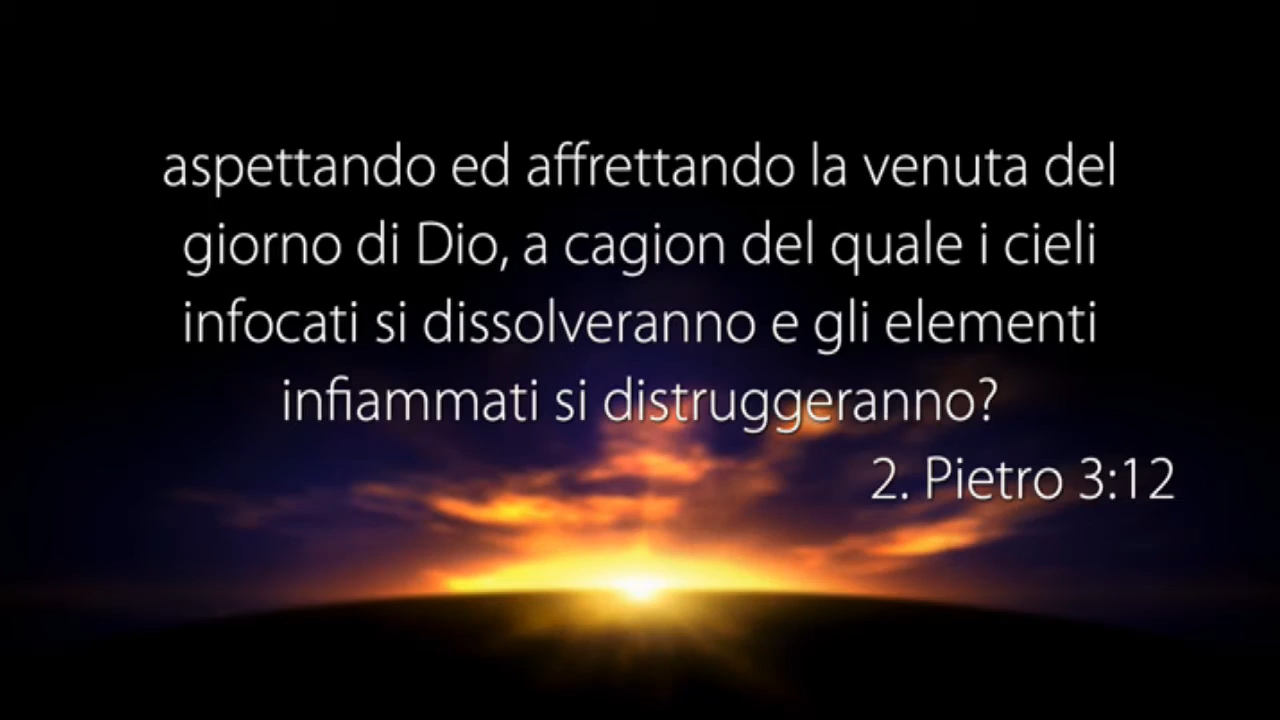 aspettando ed affrettando la venuta del
giorno di Dio, a cagion del quale i cieli
infocati si dissolveranno e gli elementi
infiammati si distruggeranno?
2. Pietro 3:12